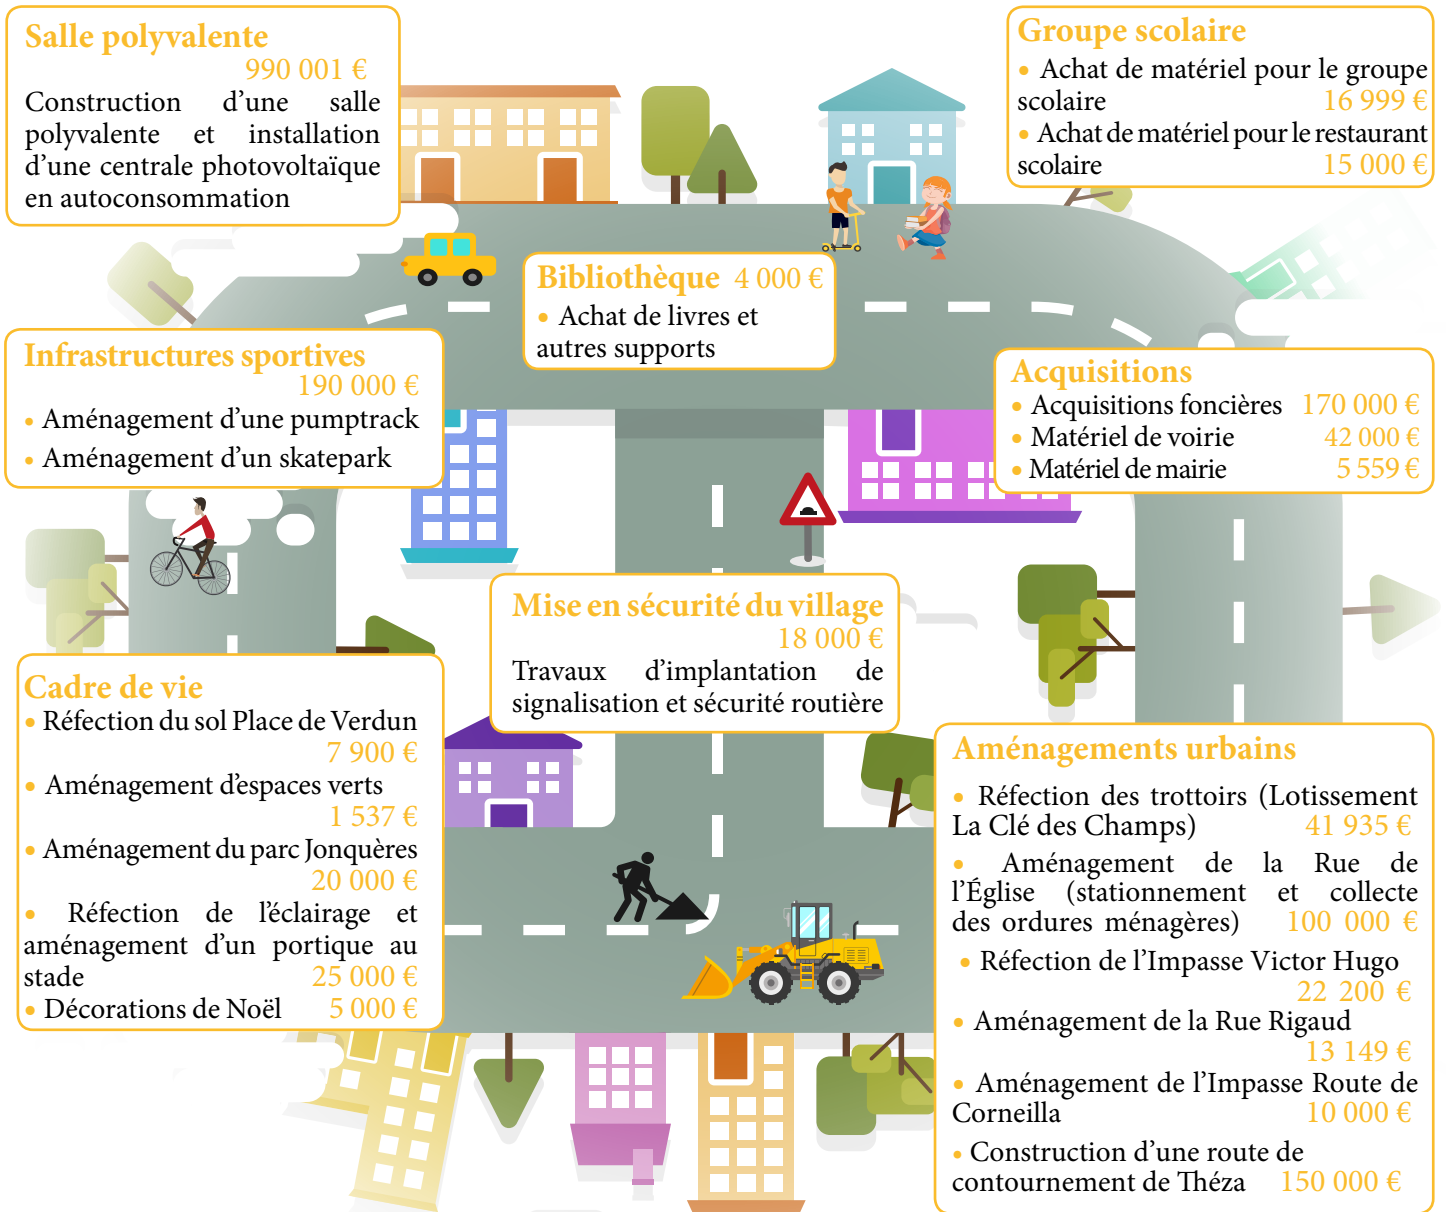 Salle polyvalente
990 001 €
Construction d’une salle
polyvalente et installation
d’une centrale photovoltaïque
en autoconsommation
Groupe scolaire
• Achat de matériel pour le groupe
scolaire 16 999 €
• Achat de matériel pour le restaurant
scolaire 15 000 €
Bibliothèque 4 000 €
• Achat de livres et
autres supports
Infrastructures sportives
190 000 €
• Aménagement d’une pumptrack
• Aménagement d’un skatepark
Acquisitions
• Acquisitions foncières 170 000 €
• Matériel de voirie 42 000 €
• Matériel de mairie 5 559 €
Mise en sécurité du village
18 000 €
Travaux d’implantation de
signalisation et sécurité routière
Cadre de vie
• Réfection du sol Place de Verdun
7 900 €
• Aménagement d’espaces verts
1 537 €
• Aménagement du parc Jonquères
20 000 €
• Réfection de l’éclairage et
aménagement d’un portique au
stade 25 000 €
• Décorations de Noël 5 000 €
Aménagements urbains
• Réfection des trottoirs (Lotissement
La Clé des Champs) 41 935 €
• Aménagement de la Rue de
l’Église (stationnement et collecte
des ordures ménagères) 100 000 €
• Réfection de l’Impasse Victor Hugo
22 200 €
• Aménagement de la Rue Rigaud
13 149 €
• Aménagement de l’Impasse Route de
Corneilla 10 000 €
• Construction d’une route de
contournement de Théza 150 000 €